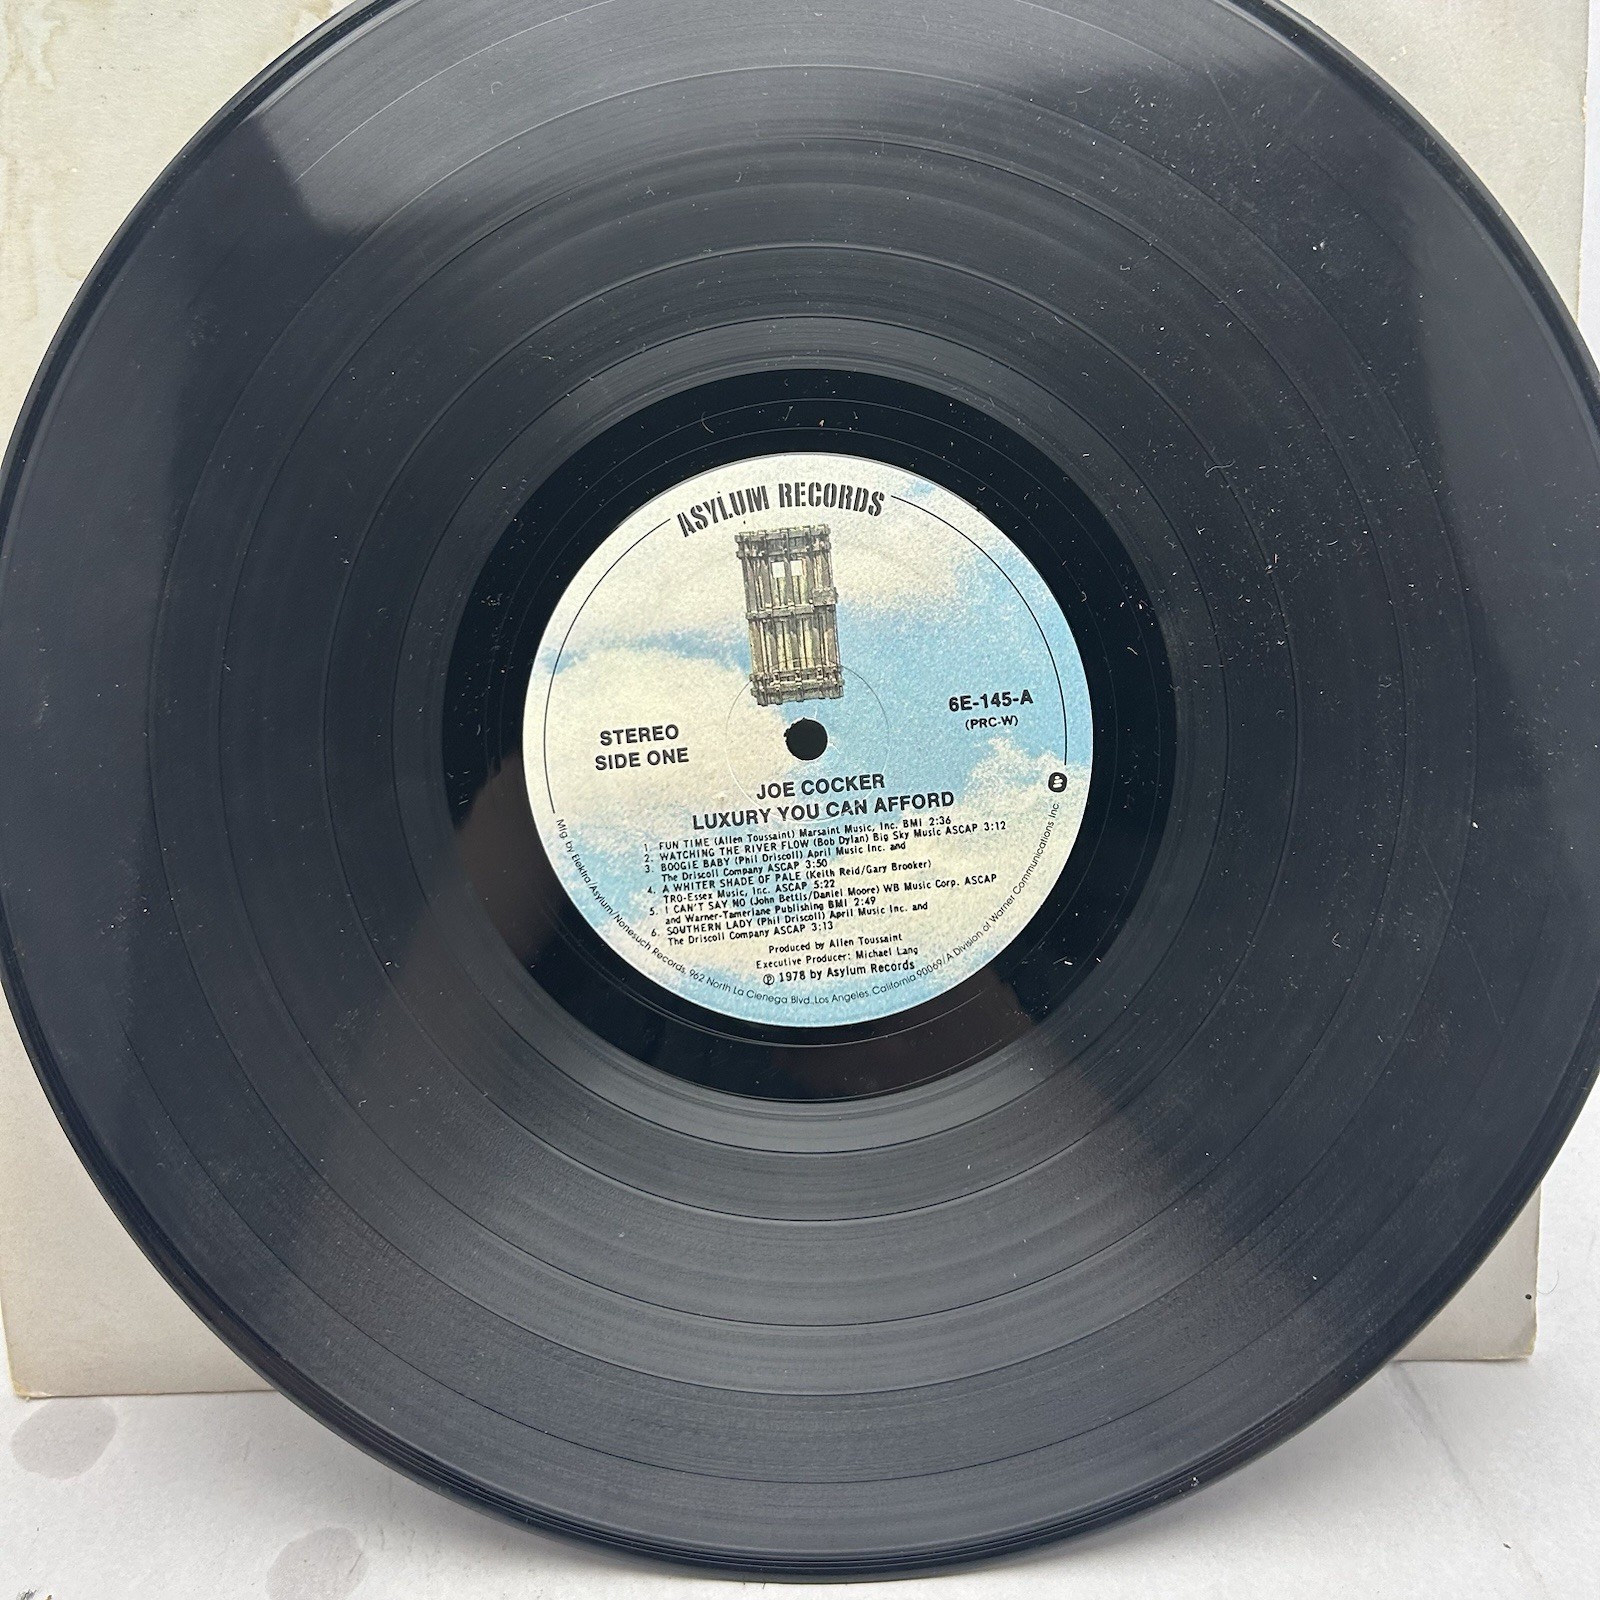 ASYLUM RECORDS
6E-145-A
(PRC-W)
STEREO
SIDE ONE
JOE COCKER
LUXURY YOU CAN AFFORD
1. FUN TIME (Allen Toussaint) Marsaint Music, Inc. BMI 2:36
2. WATCHING THE RIVER FLOW (Bob Dylan) Big Sky Music ASCAP 3:12
3. BOOGIE BABY (Phil Driscoll) April Music Inc. and
The Driscoll Company ASCAP 3:50
4. A WHITER SHADE OF PALE (Keith Reid/Gary Brooker)
TRO-Essex Music, Inc. ASCAP 5:22
5. I CAN'T SAY NO (John Bettis/Daniel Moore) WB Music Corp. ASCAP
and Warner-Tamerlane Publishing BMI 2:49
6. SOUTHERN LADY (Phil Driscoll) April Music Inc. and
The Driscoll Company ASCAP 3:13
Produced by Allen Toussaint
Executive Producer: Michael Lang
℗ 1978 by Asylum Records
Mfg by Elektra/Asylum/Nonesuch Records, 962 North La Cienega Blvd., Los Angeles, California 90069/A Division of Warner Communications Inc.